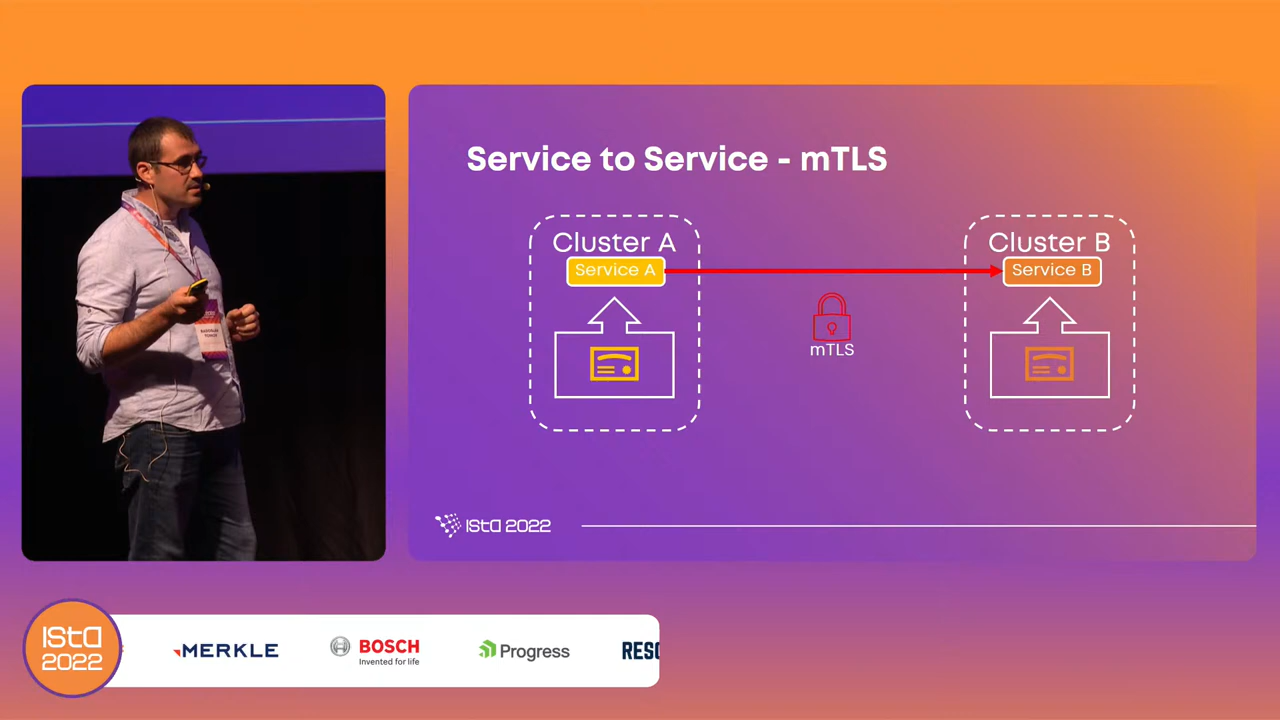 Service to Service - mTLS
Cluster A
Service A
Cluster B
Service B
mTLS
ISTA 2022
ISTA
2022
MERKLE
BOSCH
Invented for life
Progress